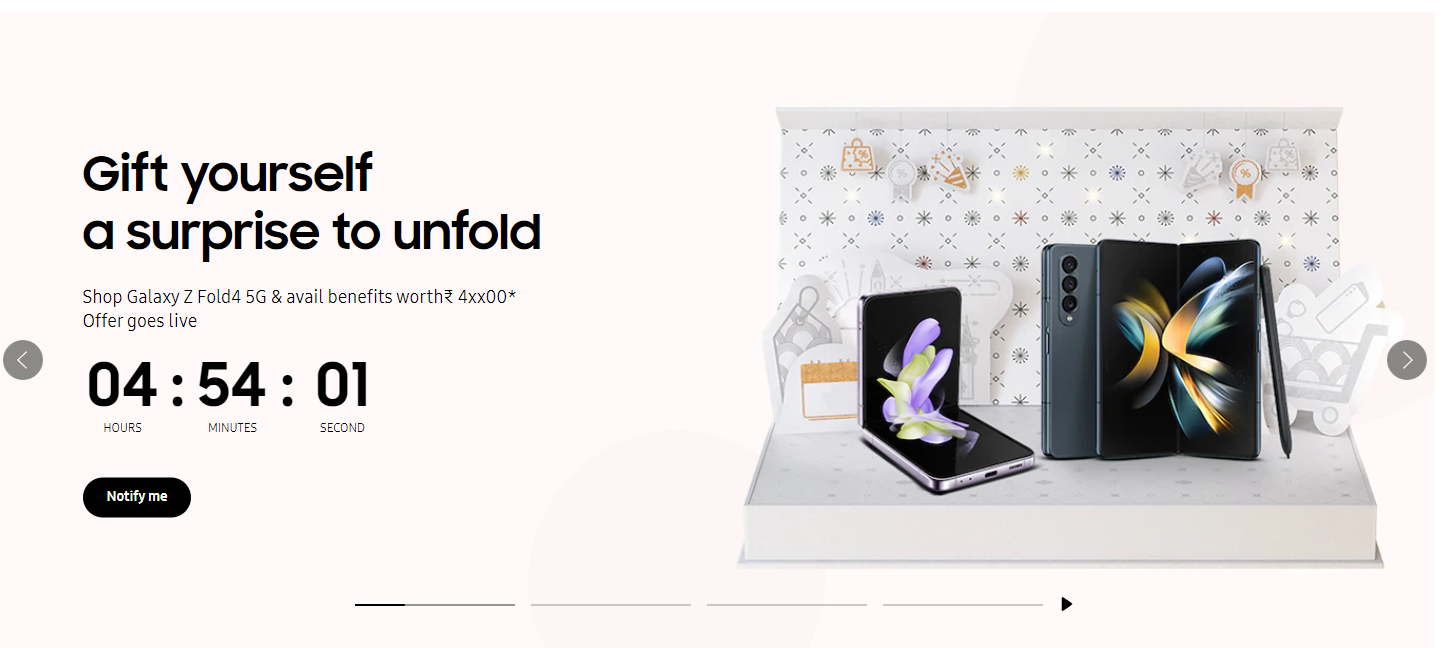 Gift yourself
a surprise to unfold
Shop Galaxy Z Fold4 5G & avail benefits worth₹ 4xx00*
Offer goes live
04 : 54 : 01
HOURS MINUTES SECOND
Notify me